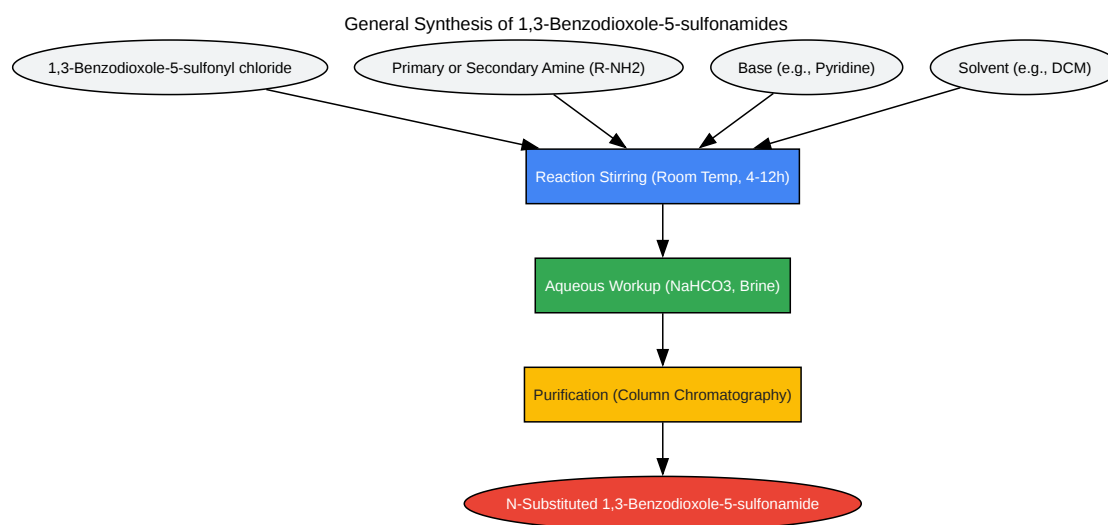 General Synthesis of 1,3-Benzodioxole-5-sulfonamides
1,3-Benzodioxole-5-sulfonyl chloride
Primary or Secondary Amine (R-NH2)
Base (e.g., Pyridine)
Solvent (e.g., DCM)
Reaction Stirring (Room Temp, 4-12h)
Aqueous Workup (NaHCO3, Brine)
Purification (Column Chromatography)
N-Substituted 1,3-Benzodioxole-5-sulfonamide